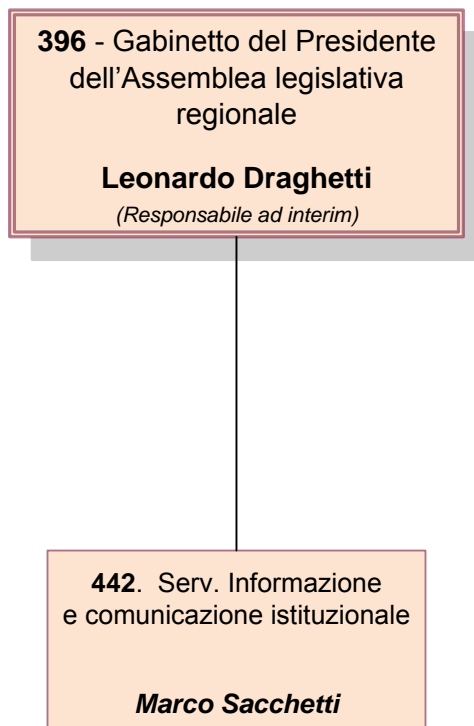 396 - Gabinetto del Presidente
dell’Assemblea legislativa
regionale
Leonardo Draghetti
(Responsabile ad interim)
442. Serv. Informazione
e comunicazione istituzionale
Marco Sacchetti